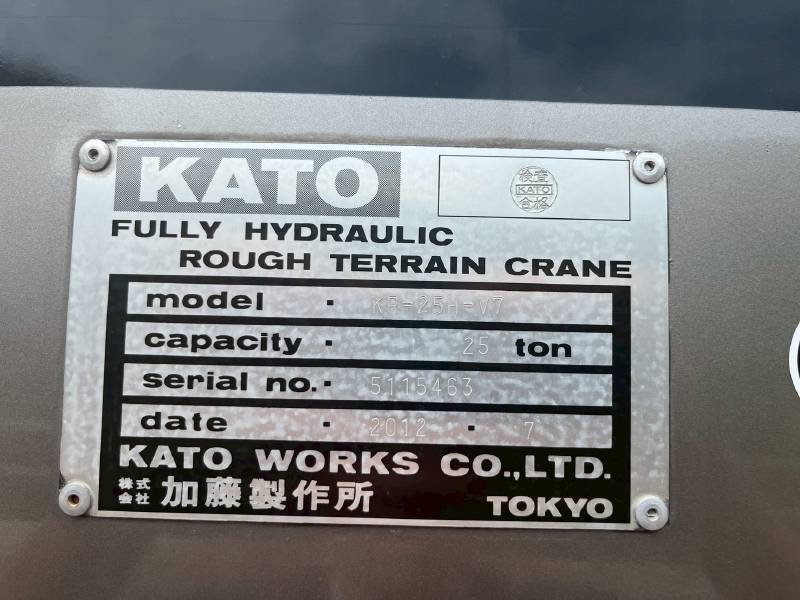 KATO
検査
KATO
合格
FULLY HYDRAULIC
ROUGH TERRAIN CRANE
model · KR-25H-V7
capacity · 25 ton
serial no.· 5115463
date · 2012 · 7
KATO WORKS CO.,LTD.
株式会社 加藤製作所 TOKYO